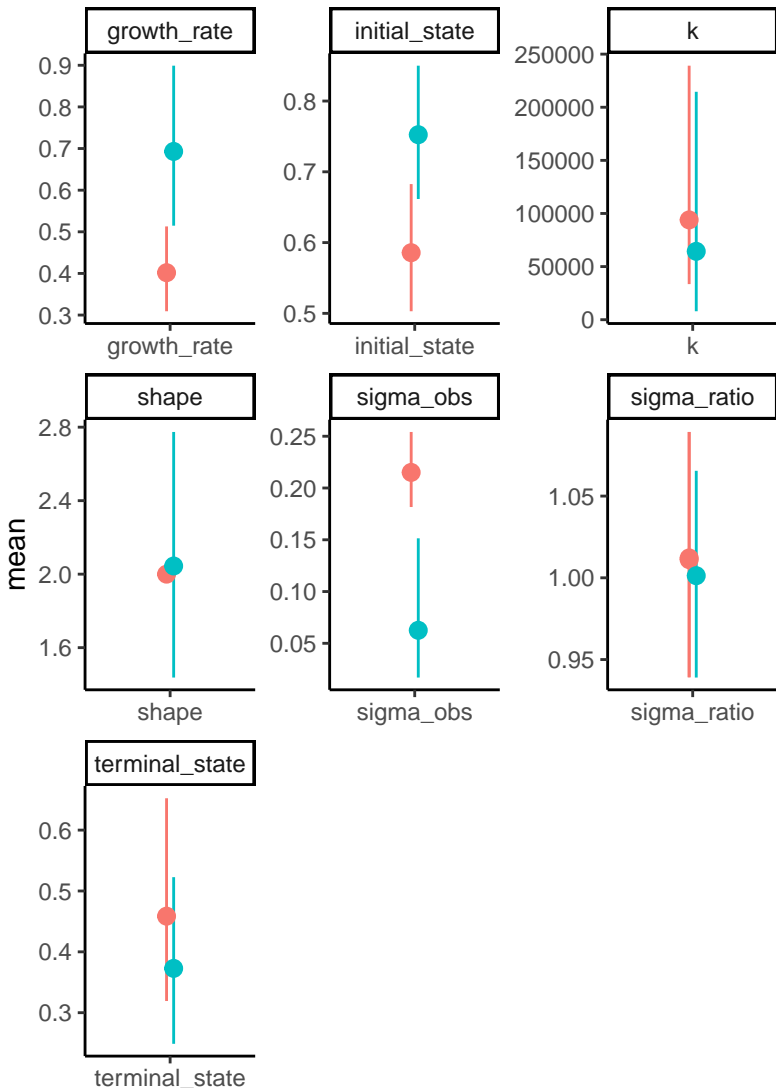 growth_rate
0.9
0.8
0.7
0.6
0.5
0.4
0.3
growth_rate
initial_state
0.8
0.7
0.6
0.5
initial_state
k
250000
200000
150000
100000
50000
0
k
mean
shape
2.8
2.4
2.0
1.6
shape
sigma_obs
0.25
0.20
0.15
0.10
0.05
sigma_obs
sigma_ratio
1.05
1.00
0.95
sigma_ratio
terminal_state
0.6
0.5
0.4
0.3
terminal_state